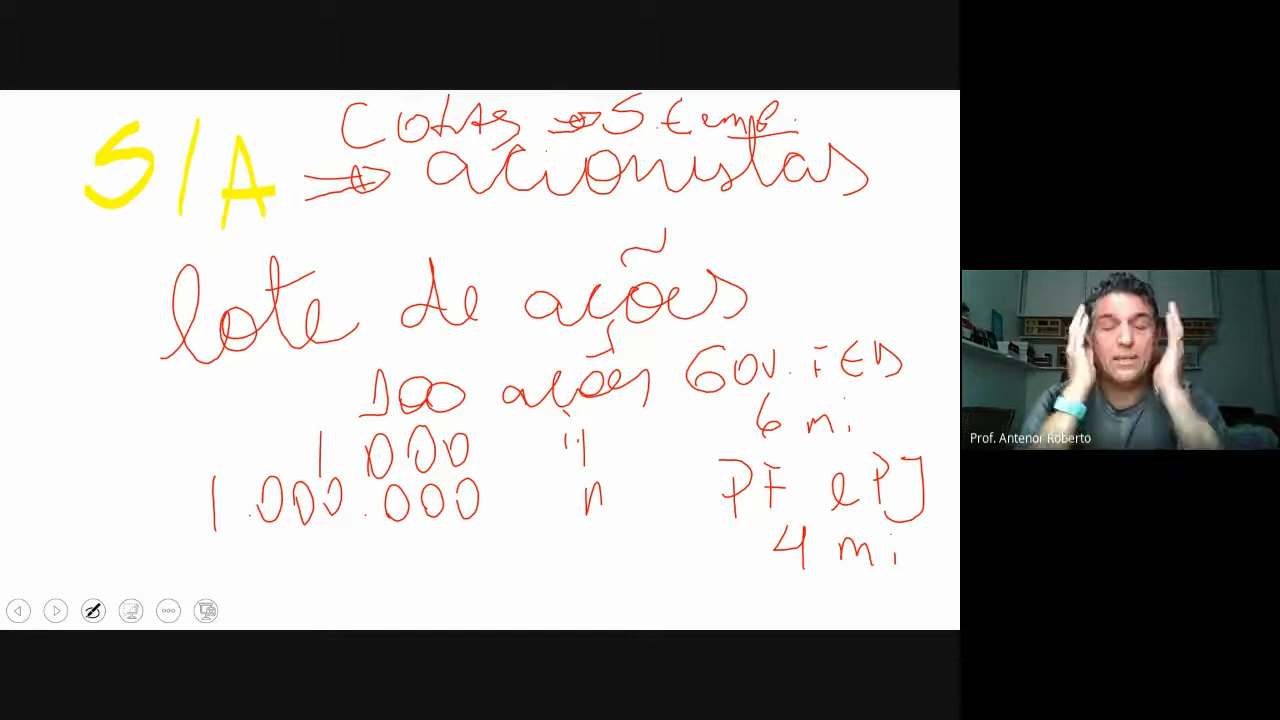 COTAS → S. Emp.
S/A ⇒ acionistas
lote de ações
100 ações
GOV. FED
6 mi
1.000 "
1.000.000 "
PF e PJ
4 mi
Prof. Antenor Roberto